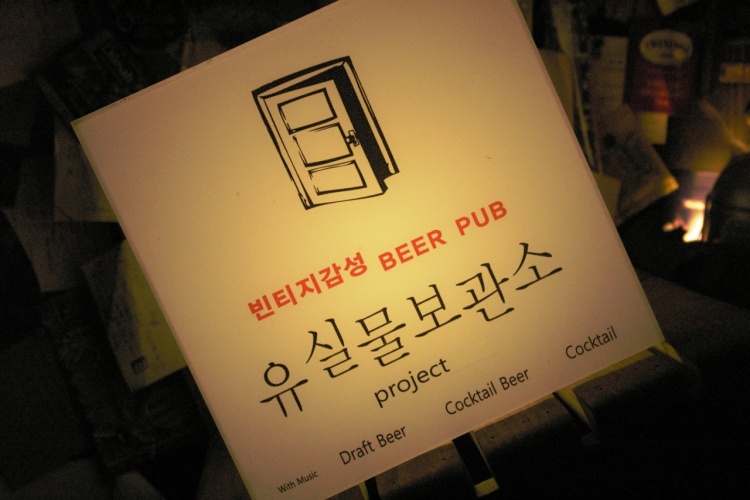 빈티지감성 BEER PUB
유실물보관소
project
With Music Draft Beer Cocktail Beer Cocktail